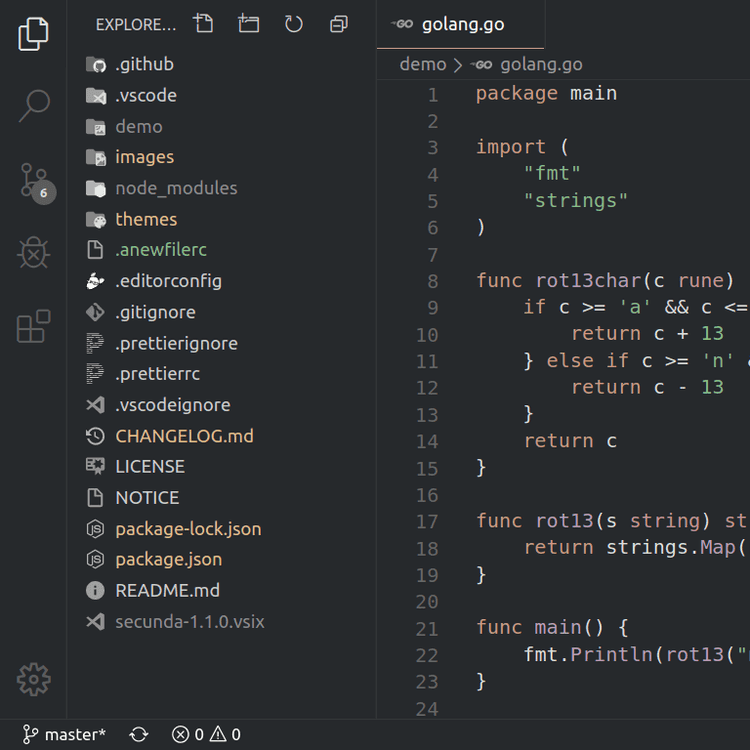 EXPLORE...
.github
.vscode
demo
images
node_modules
themes
.anewfilerc
.editorconfig
.gitignore
.prettierignore
.prettierrc
.vscodeignore
CHANGELOG.md
LICENSE
NOTICE
package-lock.json
package.json
README.md
secunda-1.1.0.vsix
6
golang.go
demo > golang.go
1 package main
2
3 import (
4 "fmt"
5 "strings"
6 )
7
8 func rot13char(c rune)
9 if c >= 'a' && c <=
10 return c + 13
11 } else if c >= 'n'
12 return c - 13
13 }
14 return c
15 }
16
17 func rot13(s string) st
18 return strings.Map(
19 }
20
21 func main() {
22 fmt.Println(rot13("
23 }
24
master* 0 0